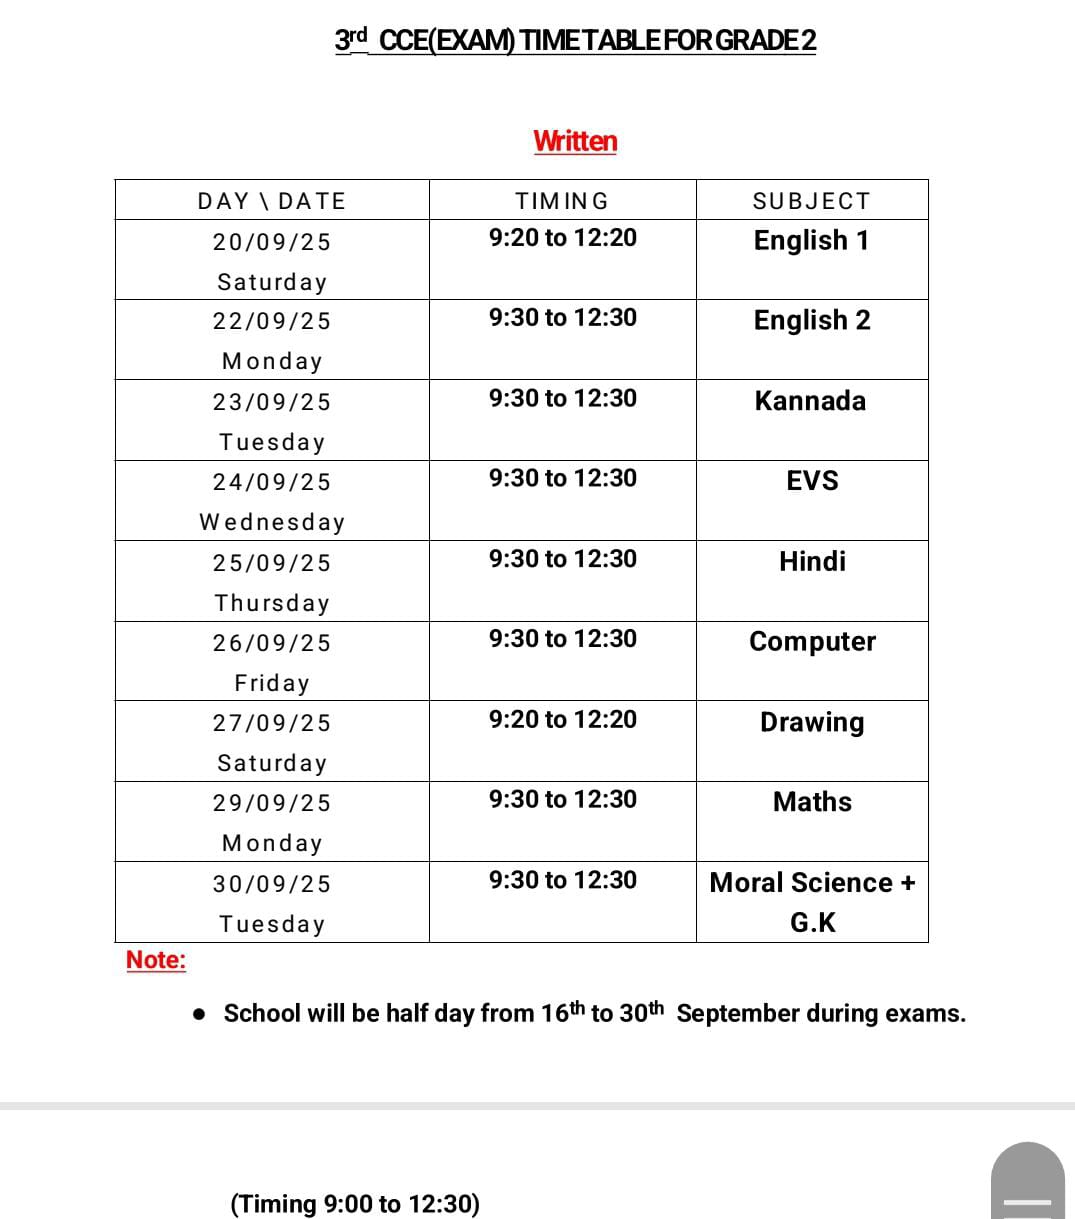 3rd CCE(EXAM) TIMETABLE FOR GRADE 2
Written
DAY \ DATE TIMING SUBJECT
20/09/25 9:20 to 12:20 English 1
Saturday
22/09/25 9:30 to 12:30 English 2
Monday
23/09/25 9:30 to 12:30 Kannada
Tuesday
24/09/25 9:30 to 12:30 EVS
Wednesday
25/09/25 9:30 to 12:30 Hindi
Thursday
26/09/25 9:30 to 12:30 Computer
Friday
27/09/25 9:20 to 12:20 Drawing
Saturday
29/09/25 9:30 to 12:30 Maths
Monday
30/09/25 9:30 to 12:30 Moral Science +
Tuesday G.K
Note:
● School will be half day from 16th to 30th September during exams.
(Timing 9:00 to 12:30)